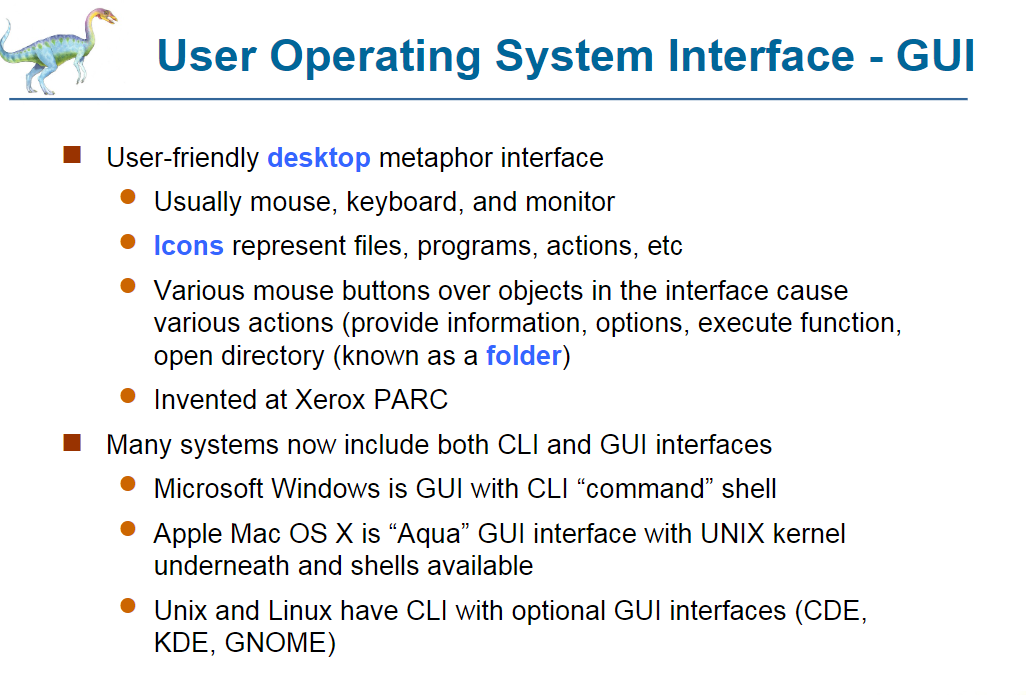 User Operating System Interface - GUI
User-friendly desktop metaphor interface
Usually mouse, keyboard, and monitor
Icons represent files, programs, actions, etc
Various mouse buttons over objects in the interface cause
various actions (provide information, options, execute function,
open directory (known as a folder)
Invented at Xerox PARC
Many systems now include both CLI and GUI interfaces
Microsoft Windows is GUI with CLI “command” shell
Apple Mac OS X is “Aqua” GUI interface with UNIX kernel
underneath and shells available
Unix and Linux have CLI with optional GUI interfaces (CDE,
KDE, GNOME)